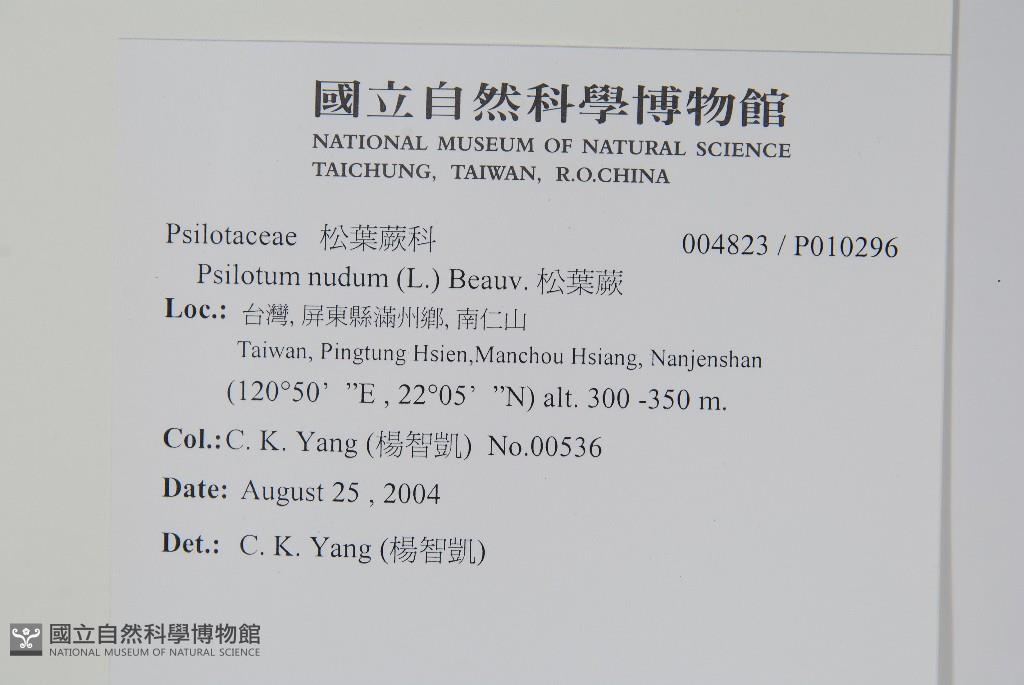 國立自然科學博物館
NATIONAL MUSEUM OF NATURAL SCIENCE
TAICHUNG, TAIWAN, R.O.CHINA
Psilotaceae 松葉蕨科 004823 / P010296
Psilotum nudum (L.) Beauv. 松葉蕨
Loc.: 台灣, 屏東縣滿州鄉, 南仁山
Taiwan, Pingtung Hsien,Manchou Hsiang, Nanjenshan
(120°50’ ”E , 22°05’ ”N) alt. 300 -350 m.
Col.:C. K. Yang (楊智凱) No.00536
Date: August 25 , 2004
Det.: C. K. Yang (楊智凱)
國立自然科學博物館
NATIONAL MUSEUM OF NATURAL SCIENCE